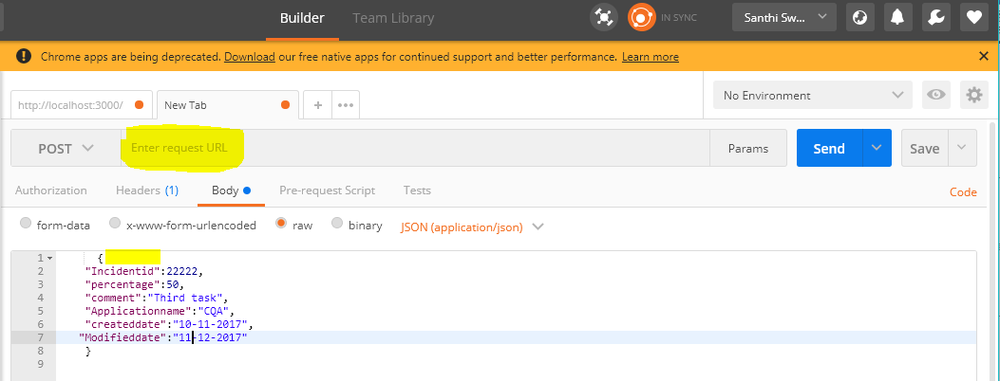 Builder Team Library IN SYNC Santhi Sw...
! Chrome apps are being deprecated. Download our free native apps for continued support and better performance. Learn more
http://localhost:3000/ New Tab + ••• No Environment
POST Enter request URL Params Send Save
Authorization Headers (1) Body Pre-request Script Tests Code
form-data x-www-form-urlencoded raw binary JSON (application/json)
1 {
2 "Incidentid":22222,
3 "percentage":50,
4 "comment":"Third task",
5 "Applicationname":"CQA",
6 "createddate":"10-11-2017",
7 "Modifieddate":"11-12-2017"
8 }
9